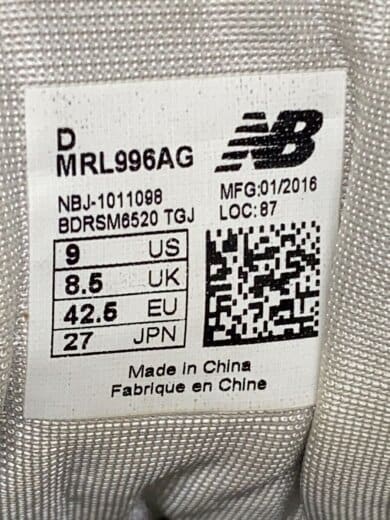 D
MRL996AG
NB
NBJ-1011098
BDRSM6520 TGJ
MFG:01/2016
LOC:87
9 US
8.5 UK
42.5 EU
27 JPN
Made in China
Fabrique en Chine